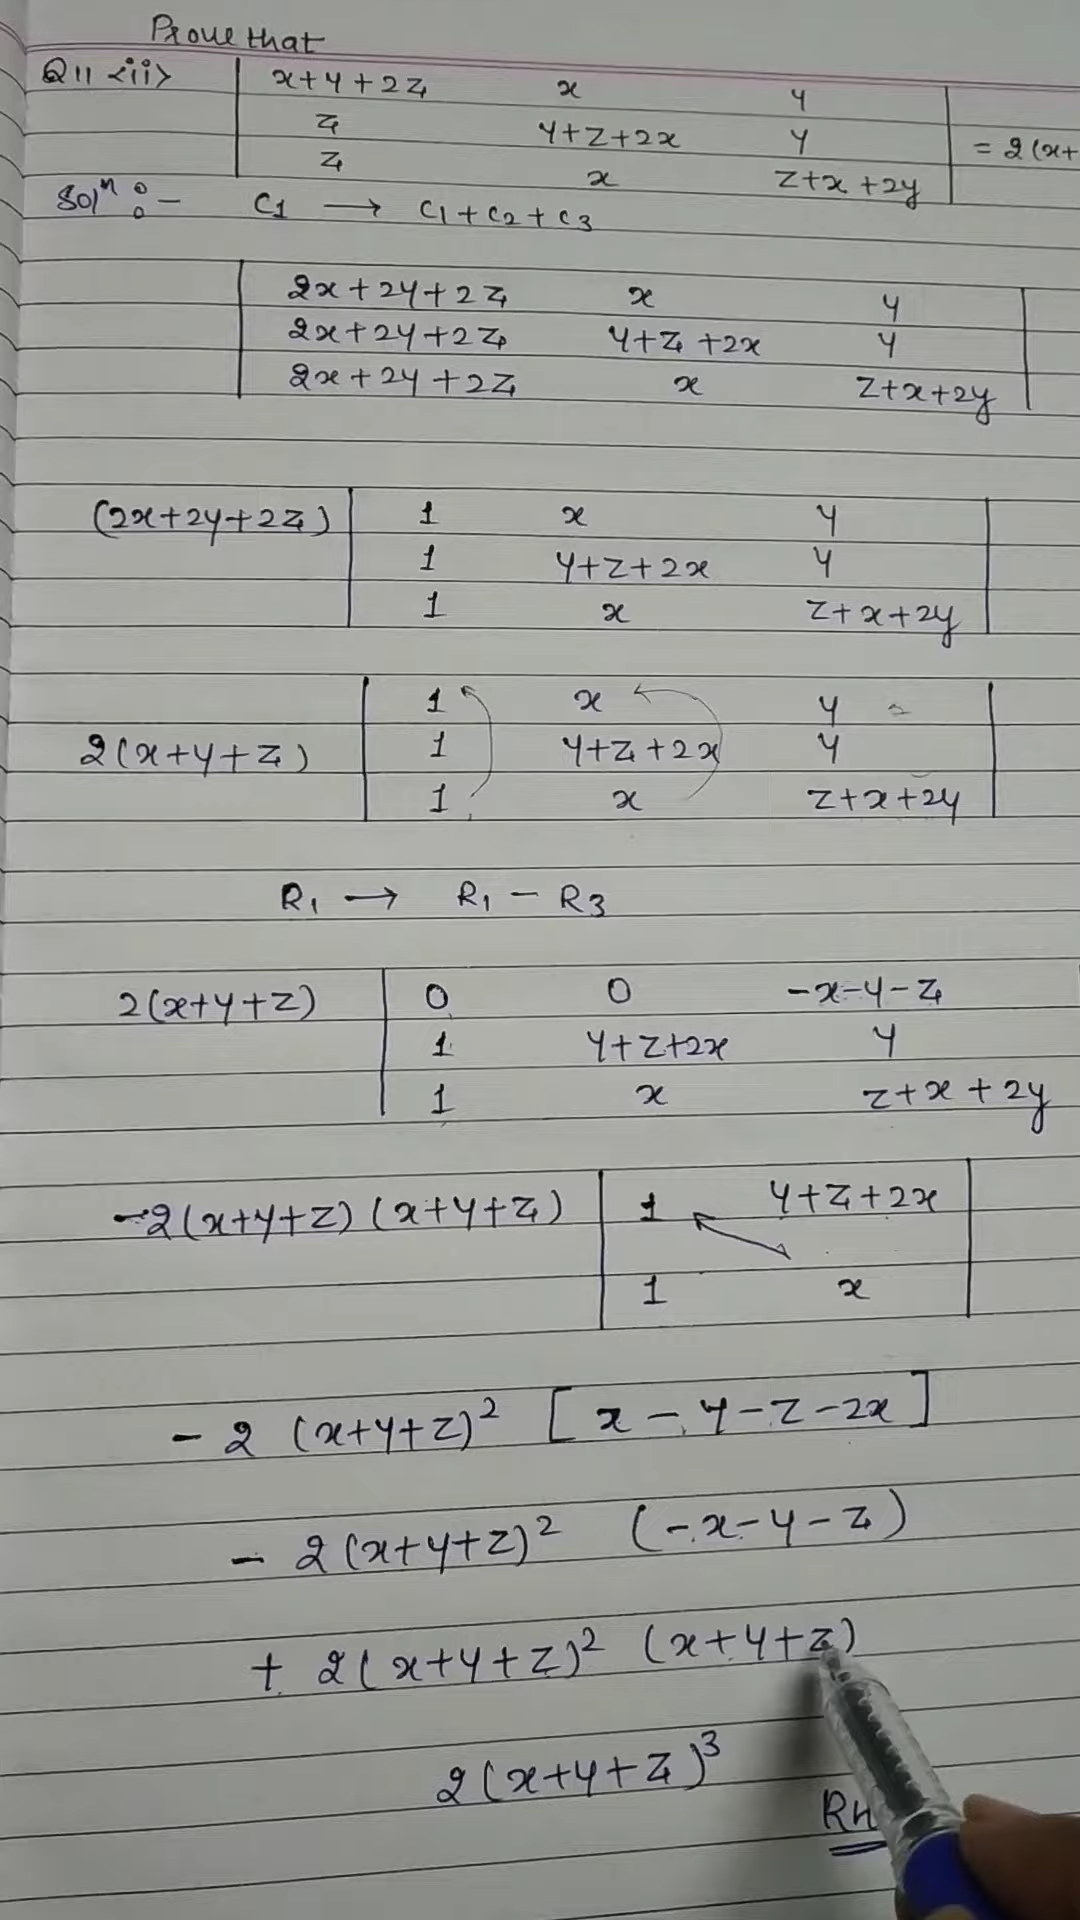 Prove that
Q11 <ii> | x+y+2z x y |
| z y+z+2x y | = 2(x+
| z x z+x+2y |
Solⁿ :- C1 → C1+C2+C3
| 2x+2y+2z x y |
| 2x+2y+2z y+z+2x y |
| 2x+2y+2z x z+x+2y |
(2x+2y+2z) | 1 x y |
| 1 y+z+2x y |
| 1 x z+x+2y |
| 1 x y |
2(x+y+z) | 1 y+z+2x y |
| 1 x z+x+2y |
R1 → R1 - R3
2(x+y+z) | 0 0 -x-y-z
| 1 y+z+2x y
| 1 x z+x+2y
-2(x+y+z)(x+y+z) | 1 y+z+2x |
| 1 x |
- 2 (x+y+z)² [x-y-z-2x]
- 2(x+y+z)² (-x-y-z)
+ 2(x+y+z)² (x+y+z)
2(x+y+z)³